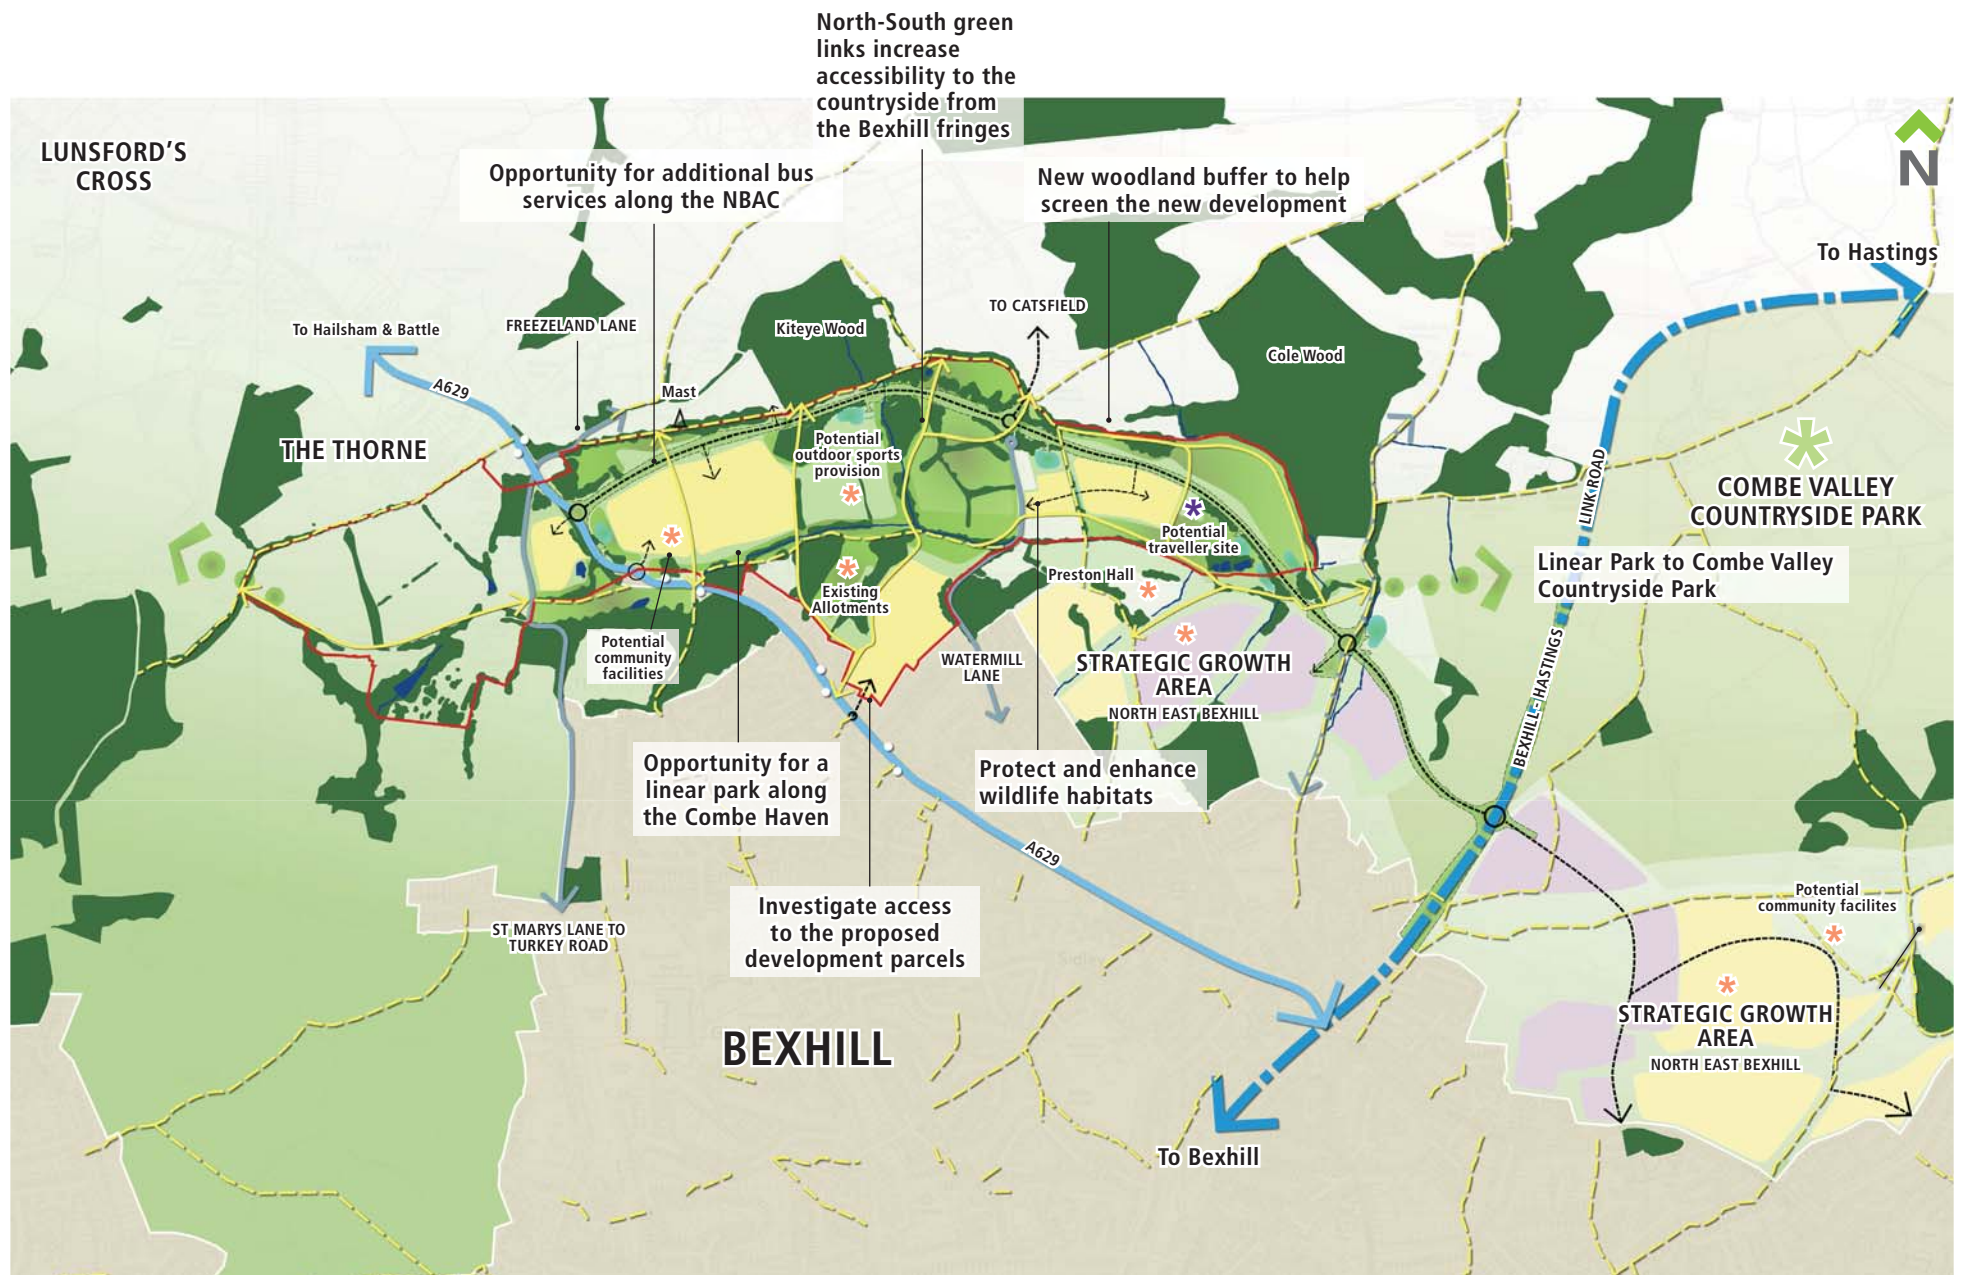 North-South green
links increase
accessibility to the
countryside from
the Bexhill fringes
LUNSFORD'S
CROSS
N
Opportunity for additional bus
services along the NBAC
New woodland buffer to help
screen the new development
To Hastings
To Hailsham & Battle
FREEZELAND LANE
Kiteye Wood
TO CATSFIELD
Cole Wood
A629
Mast
THE THORNE
Potential
outdoor sports
provision
LINK ROAD
COMBE VALLEY
COUNTRYSIDE PARK
Potential
traveller site
Linear Park to Combe Valley
Countryside Park
Preston Hall
Existing
Allotments
Potential
community
facilities
WATERMILL
LANE
STRATEGIC GROWTH
AREA
NORTH EAST BEXHILL
BEXHILL - HASTINGS
Opportunity for a
linear park along
the Combe Haven
Protect and enhance
wildlife habitats
A629
Investigate access
to the proposed
development parcels
ST MARYS LANE TO
TURKEY ROAD
Potential
community facilites
Sidley
STRATEGIC GROWTH
AREA
NORTH EAST BEXHILL
BEXHILL
To Bexhill